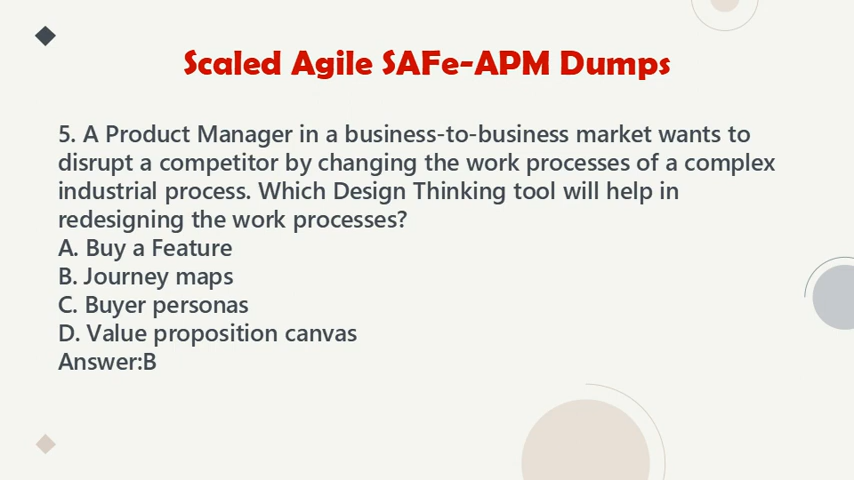 Scaled Agile SAFe-APM Dumps
5. A Product Manager in a business-to-business market wants to
disrupt a competitor by changing the work processes of a complex
industrial process. Which Design Thinking tool will help in
redesigning the work processes?
A. Buy a Feature
B. Journey maps
C. Buyer personas
D. Value proposition canvas
Answer:B